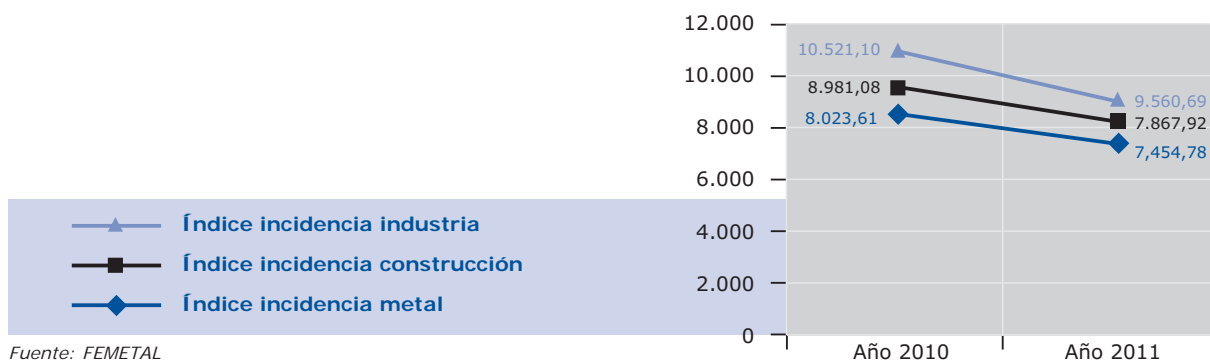 12.000
10.000
8.000
6.000
4.000
2.000
0
10.521,10
8.981,08
8.023,61
9.560,69
7.867,92
7,454,78
Índice incidencia industria
Índice incidencia construcción
Índice incidencia metal
Año 2010
Año 2011
Fuente: FEMETAL